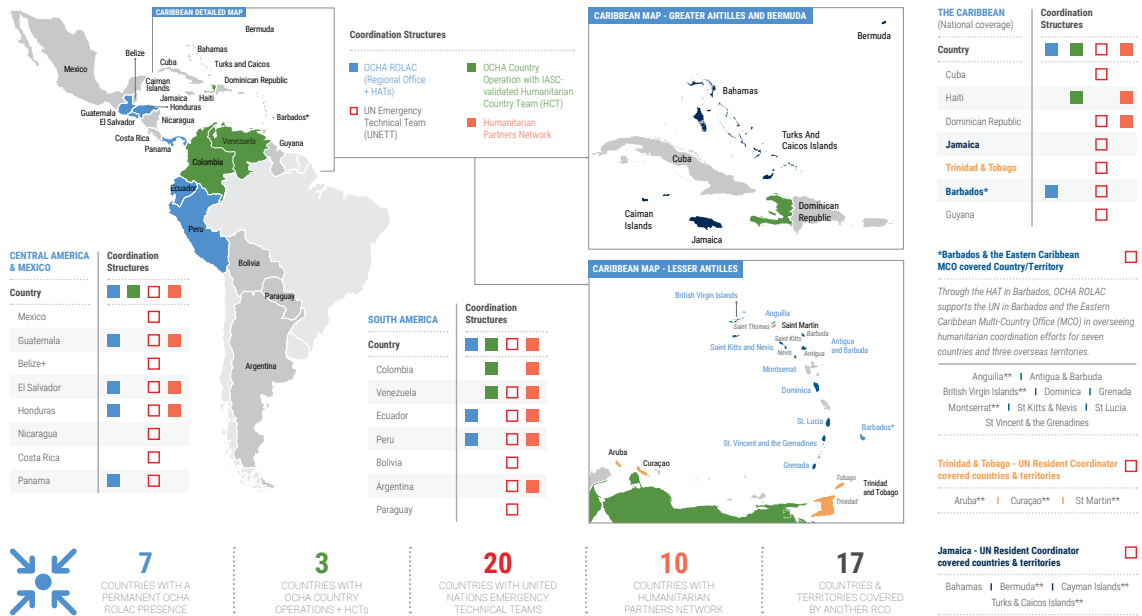 CARIBBEAN DETAILED MAP
Bermuda
Belize
Bahamas
Cuba
Turks and Caicos
Mexico
Caiman
Islands
Dominican Republic
Jamaica
Haiti
Honduras
Guatemala
El Salvador
Nicaragua
Barbados*
Costa Rica
Panama
Guyana
Venezuela
Colombia
Ecuador
Peru
Bolivia
Paraguay
Argentina
Coordination Structures
OCHA ROLAC
(Regional Office
+ HATs)
UN Emergency
Technical Team
(UNETT)
OCHA Country
Operation with IASC-
validated Humanitarian
Country Team (HCT)
Humanitarian
Partners Network
CARIBBEAN MAP - GREATER ANTILLES AND BERMUDA
Bermuda
Bahamas
Turks And
Caicos Islands
Cuba
Caiman
Islands
Jamaica
Dominican
Republic
CARIBBEAN MAP - LESSER ANTILLES
British Virgin Islands
Anguilla
Saint Thomas
Saint Martin
Barbuda
Saint Kitts
Saint Kitts and Nevis
Nevis
Antigua
Antigua
and Barbuda
Montserrat
Dominica
St. Lucia
Barbados*
St. Vincent and the Grenadines
Grenada
Aruba
Curaçao
Tobago
Trinidad
Trinidad
and Tobago
CENTRAL AMERICA
& MEXICO
Coordination
Structures
Country
Mexico
Guatemala
Belize+
El Salvador
Honduras
Nicaragua
Costa Rica
Panama
SOUTH AMERICA
Coordination
Structures
Country
Colombia
Venezuela
Ecuador
Peru
Bolivia
Argentina
Paraguay
THE CARIBBEAN
(National coverage)
Coordination
Structures
Country
Cuba
Haiti
Dominican Republic
Jamaica
Trinidad & Tobago
Barbados*
Guyana
*Barbados & the Eastern Caribbean
MCO covered Country/Territory
Through the HAT in Barbados, OCHA ROLAC
supports the UN in Barbados and the Eastern
Caribbean Multi-Country Office (MCO) in overseeing
humanitarian coordination efforts for seven
countries and three overseas territories.
Anguilla** I Antigua & Barbuda
British Virgin Islands** I Dominica I Grenada
Montserrat** I St Kitts & Nevis I St Lucia
St Vincent & the Grenadines
Trinidad & Tobago - UN Resident Coordinator
covered countries & territories
Aruba** I Curaçao** I St Martin**
Jamaica - UN Resident Coordinator
covered countries & territories
Bahamas I Bermuda** I Cayman Islands**
Turks & Caicos Islands**
7
COUNTRIES WITH A
PERMANENT OCHA
ROLAC PRESENCE
3
COUNTRIES WITH
OCHA COUNTRY
OPERATIONS + HCTs
20
COUNTRIES WITH UNITED
NATIONS EMERGENCY
TECHNICAL TEAMS
10
COUNTRIES WITH
HUMANITARIAN
PARTNERS NETWORK
17
COUNTRIES &
TERRITORIES COVERED
BY ANOTHER RCO